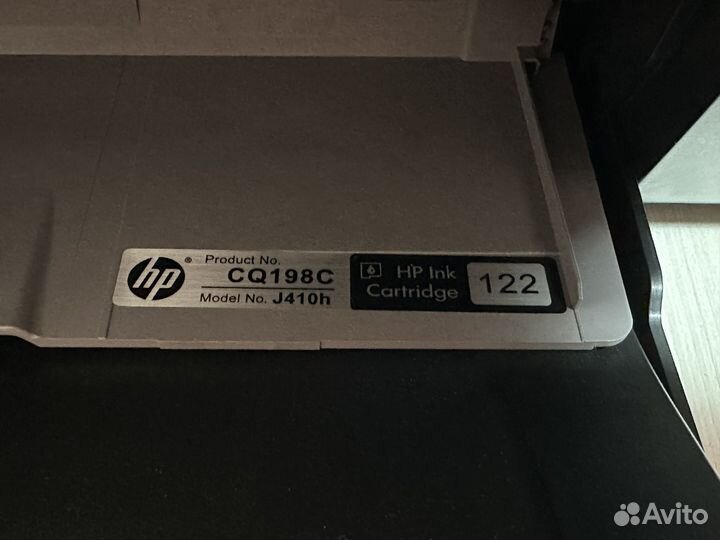 hp®
Product No.
CQ198C
Model No. J410h
HP Ink
Cartridge
122
Avito